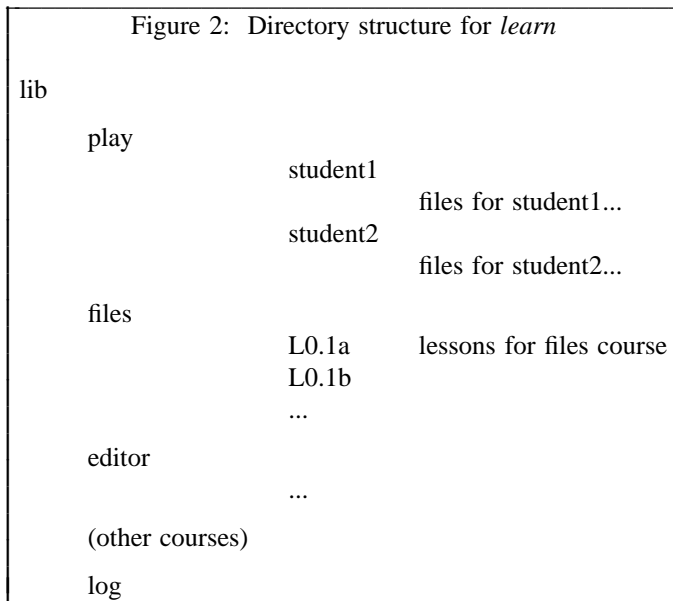 Figure 2: Directory structure for learn
lib
play
student1
files for student1...
student2
files for student2...
files
L0.1a lessons for files course
L0.1b
...
editor
...
(other courses)
log